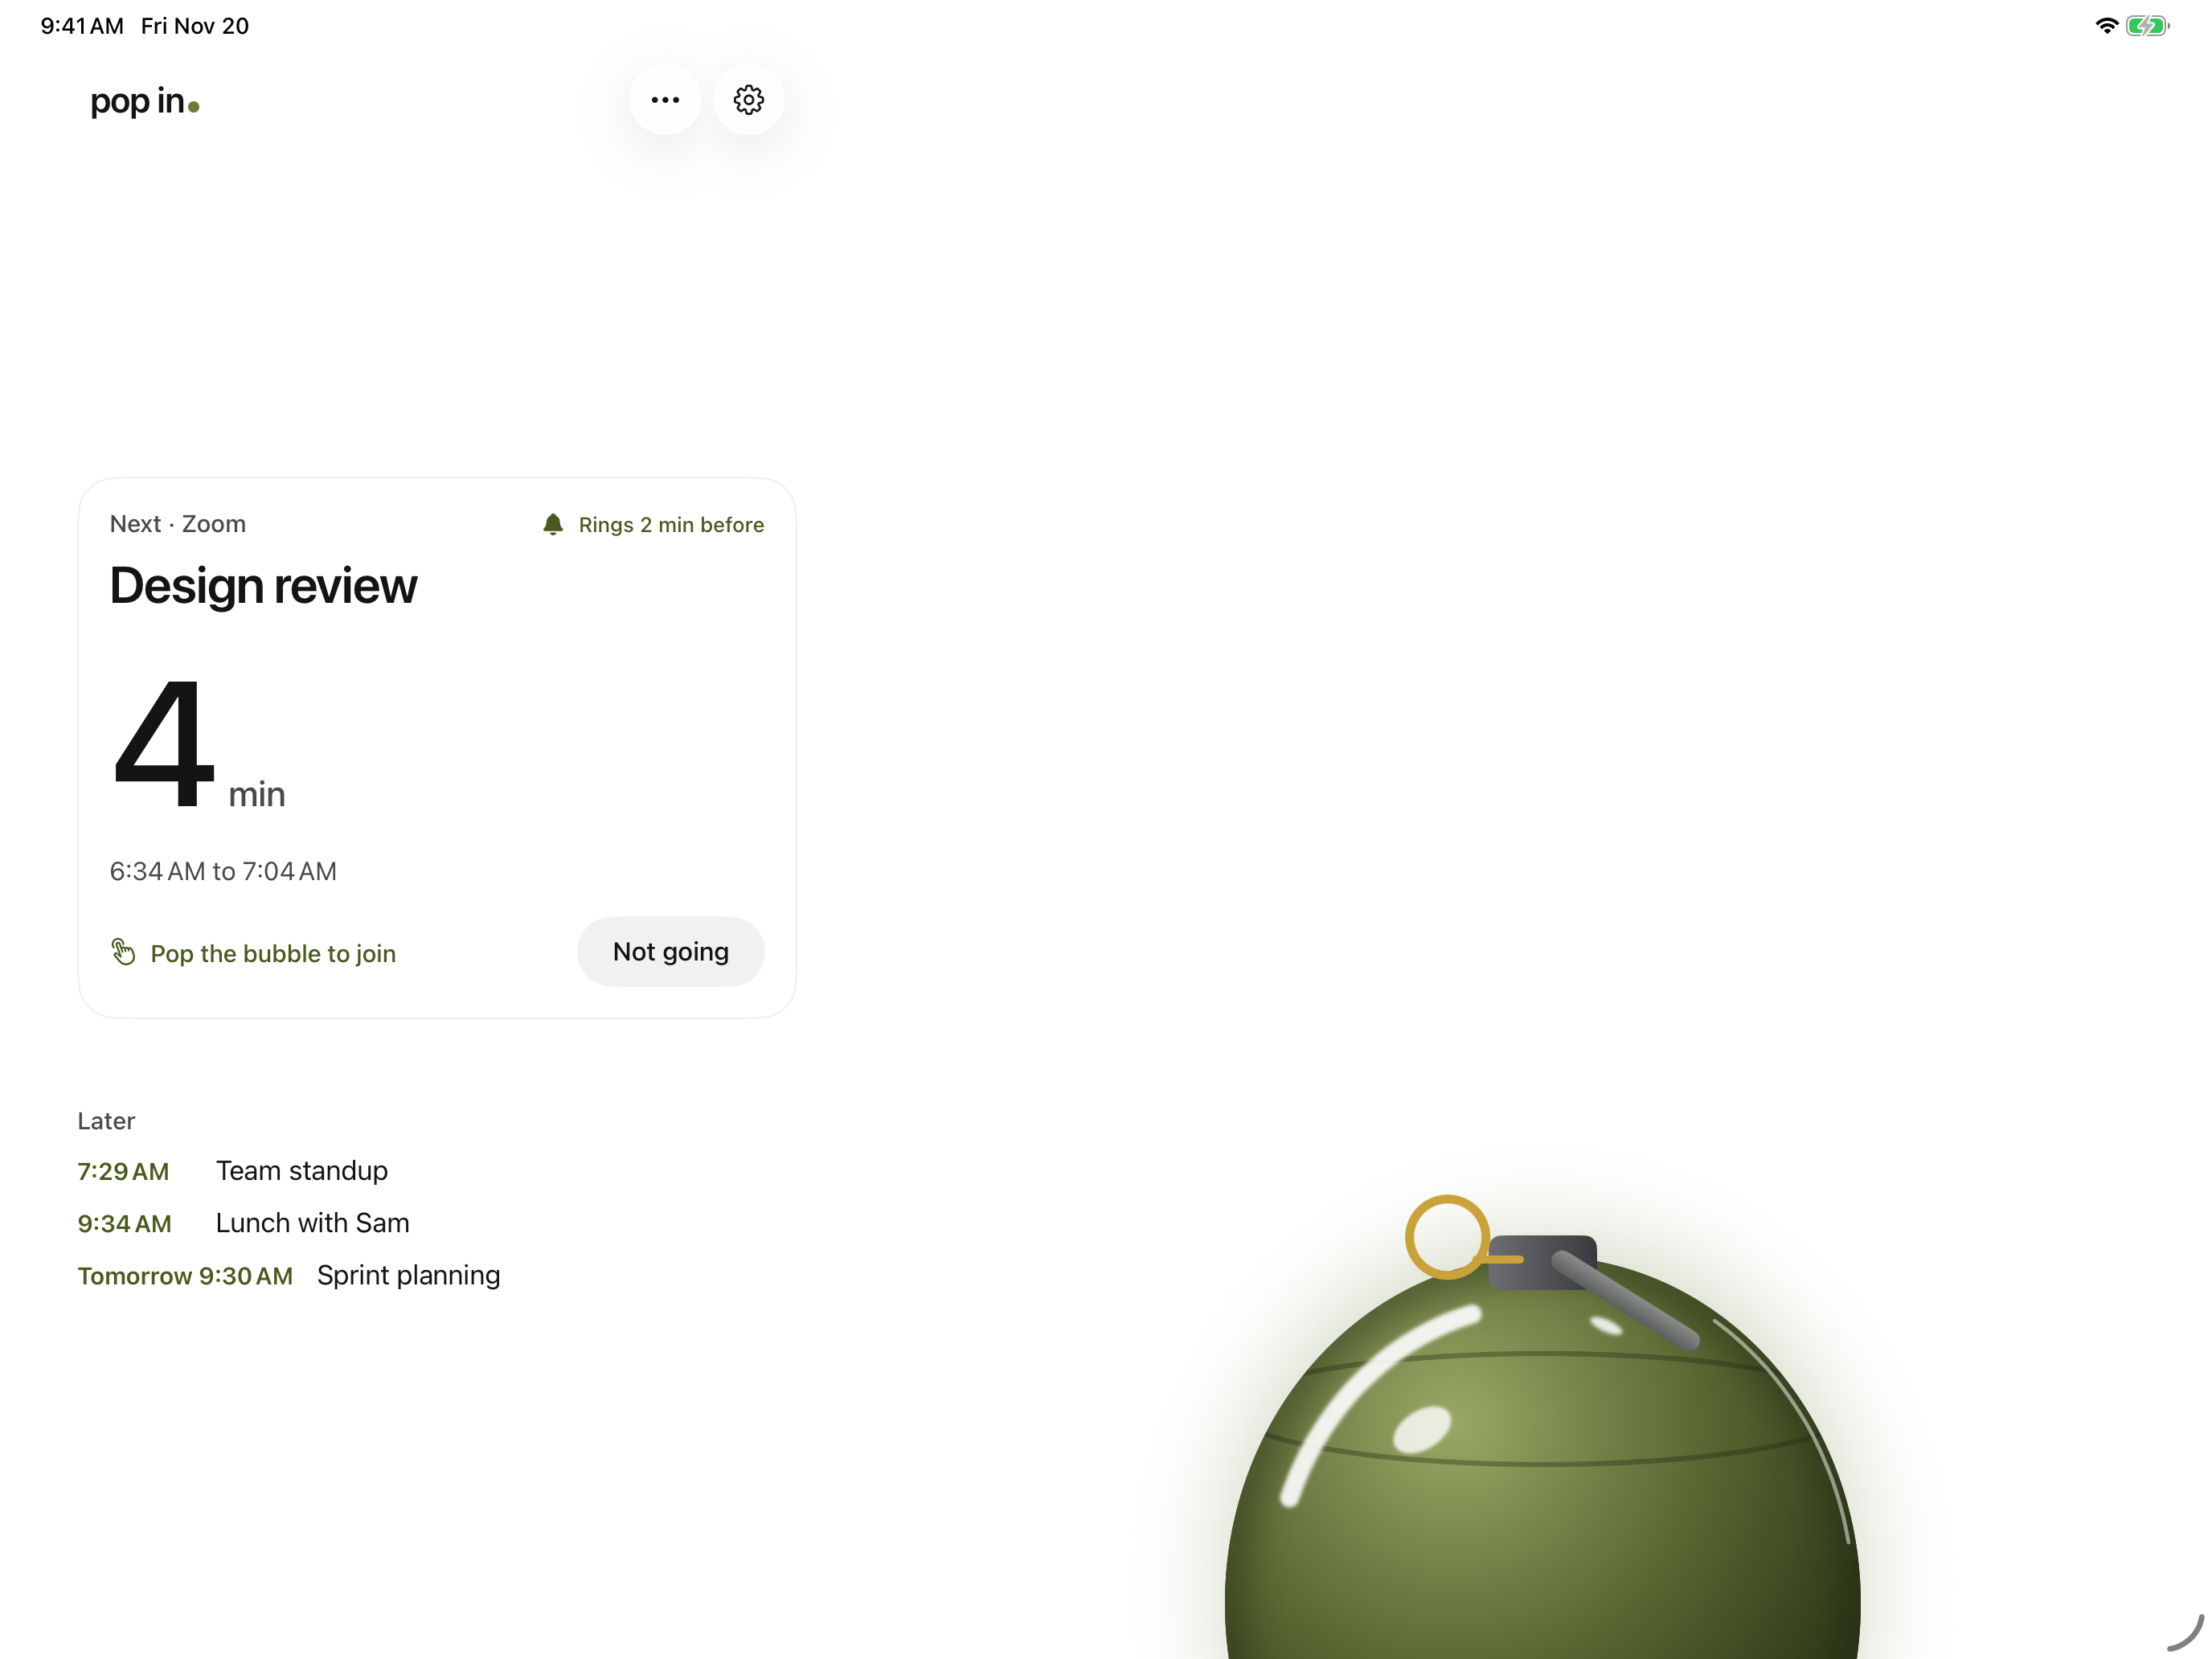 9:41 AM Fri Nov 20
pop in
Next · Zoom
Rings 2 min before
Design review
4 min
6:34 AM to 7:04 AM
Pop the bubble to join
Not going
Later
7:29 AM Team standup
9:34 AM Lunch with Sam
Tomorrow 9:30 AM Sprint planning